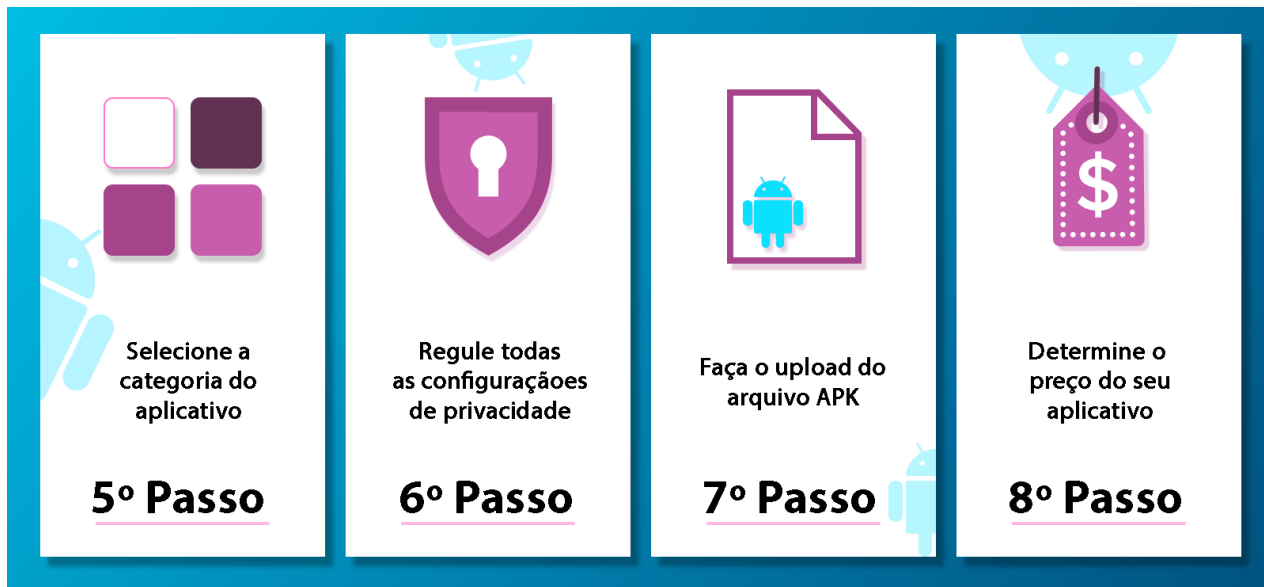 Selecione a
categoria do
aplicativo
5º Passo
Regule todas
as configuraçãoes
de privacidade
6º Passo
Faça o upload do
arquivo APK
7º Passo
$
Determine o
preço do seu
aplicativo
8º Passo